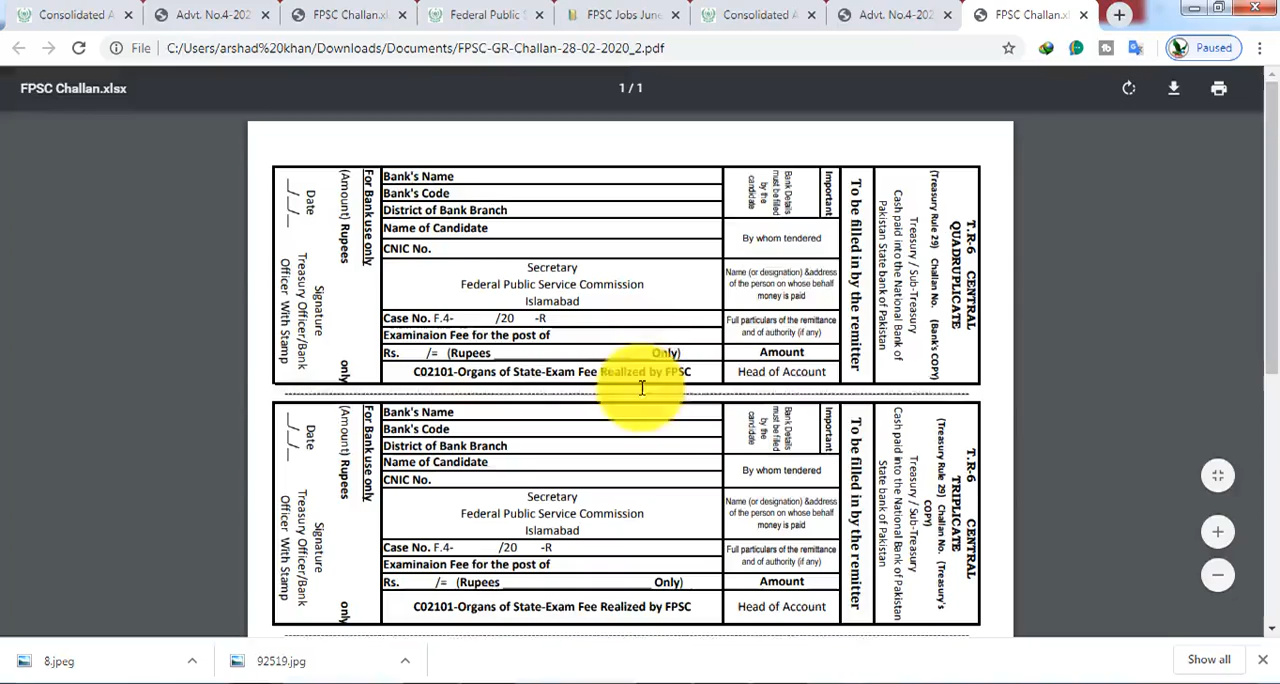 Consolidated A
Advt. No.4-202
FPSC Challan.xl
Federal Public S
FPSC Jobs June
Consolidated A
Advt. No.4-202
FPSC Challan.xl
File
C:/Users/arshad%20khan/Downloads/Documents/FPSC-GR-Challan-28-02-2020_2.pdf
Paused
FPSC Challan.xlsx
1 / 1
For Bank use only
(Amount) Rupees
only
Date
__/__/__
Signature
Treasury Officer/Bank
Officer With Stamp
Bank's Name
Bank's Code
District of Bank Branch
Name of Candidate
CNIC No.
Secretary
Federal Public Service Commission
Islamabad
Case No. F.4- /20 -R
Examinaion Fee for the post of
Rs. /= (Rupees ____________ Only)
C02101-Organs of State-Exam Fee Realized by FPSC
Important
Bank Details
must be filled
by the
candidate
By whom tendered
Name (or designation) &address
of the person on whose behalf
money is paid
Full particulars of the remittance
and of authority (if any)
Amount
Head of Account
To be filled in by the remitter
T.R-6 CENTRAL
QUADRUPLICATE
(Treasury Rule 29) Challan No. (Bank's COPY)
Treasury / Sub-Treasury
Cash paid into the National Bank of
Pakistan State bank of Pakistan
For Bank use only
(Amount) Rupees
only
Date
__/__/__
Signature
Treasury Officer/Bank
Officer With Stamp
Bank's Name
Bank's Code
District of Bank Branch
Name of Candidate
CNIC No.
Secretary
Federal Public Service Commission
Islamabad
Case No. F.4- /20 -R
Examinaion Fee for the post of
Rs. /= (Rupees ____________ Only)
C02101-Organs of State-Exam Fee Realized by FPSC
Important
Bank Details
must be filled
by the
candidate
By whom tendered
Name (or designation) &address
of the person on whose behalf
money is paid
Full particulars of the remittance
and of authority (if any)
Amount
Head of Account
To be filled in by the remitter
T.R-6 CENTRAL
TRIPLICATE
(Treasury Rule 29) Challan No. (Treasury's
COPY)
Treasury / Sub-Treasury
Cash paid into the National Bank of Pakistan
State bank of Pakistan
8.jpeg
92519.jpg
Show all